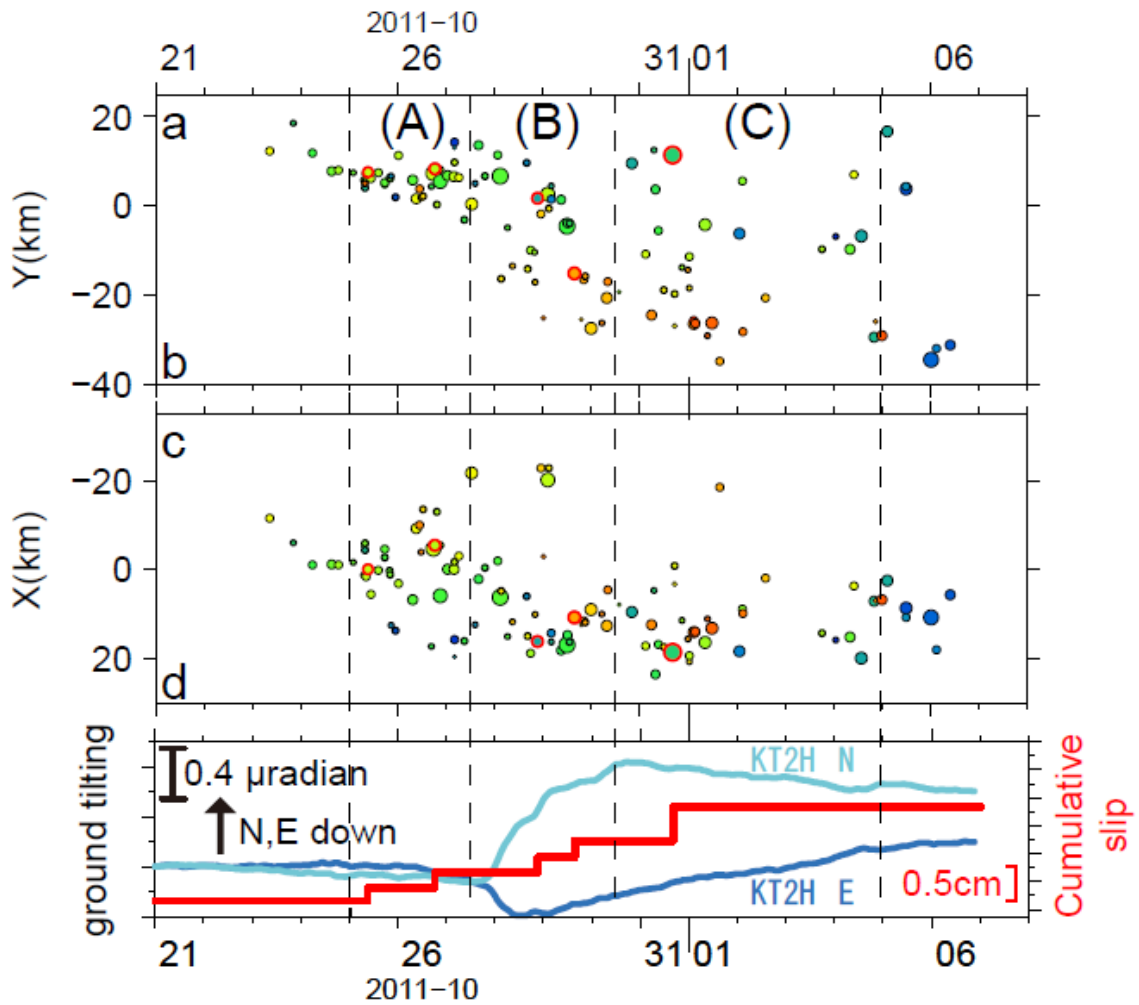 2011−10
21 26 31 01 06
a (A) (B) (C)
20
0
−20
−40
Y(km)
b
c
−20
0
20
X(km)
d
0.4 μradian
N,E down
ground tilting
KT2H N
KT2H E
0.5cm
Cumulative
slip
21 26 31 01 06
2011−10